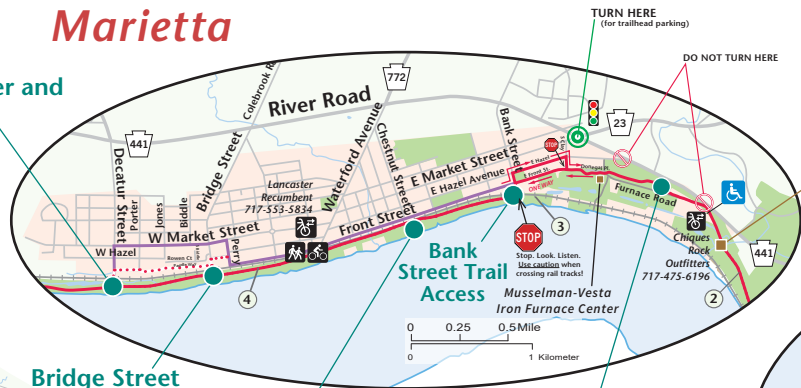 Marietta
TURN HERE
(for trailhead parking)
DO NOT TURN HERE
er and
772
Colebrook R
River Road
441
23
Decatur Street
Porter
Jones
Biddle
Bridge Street
Waterford Avenue
Chestnut Street
Bank Street
E Market Street
E Hazel Avenue
E Hazel
STOP
Donegal Pl.
E Front St.
ONEWAY
Furnace Road
Lancaster
Recumbent
717-553-5834
W Market Street
W Hazel
Rowen Ct
Perry
Front Street
3
4
2
Bank
Street Trail
Access
STOP
Stop. Look. Listen.
Use caution when
crossing rail tracks!
Musselman-Vesta
Iron Furnace Center
Chiques
Rock
Outfitters
717-475-6196
441
0 0.25 0.5 Mile
0 1 Kilometer
Bridge Street